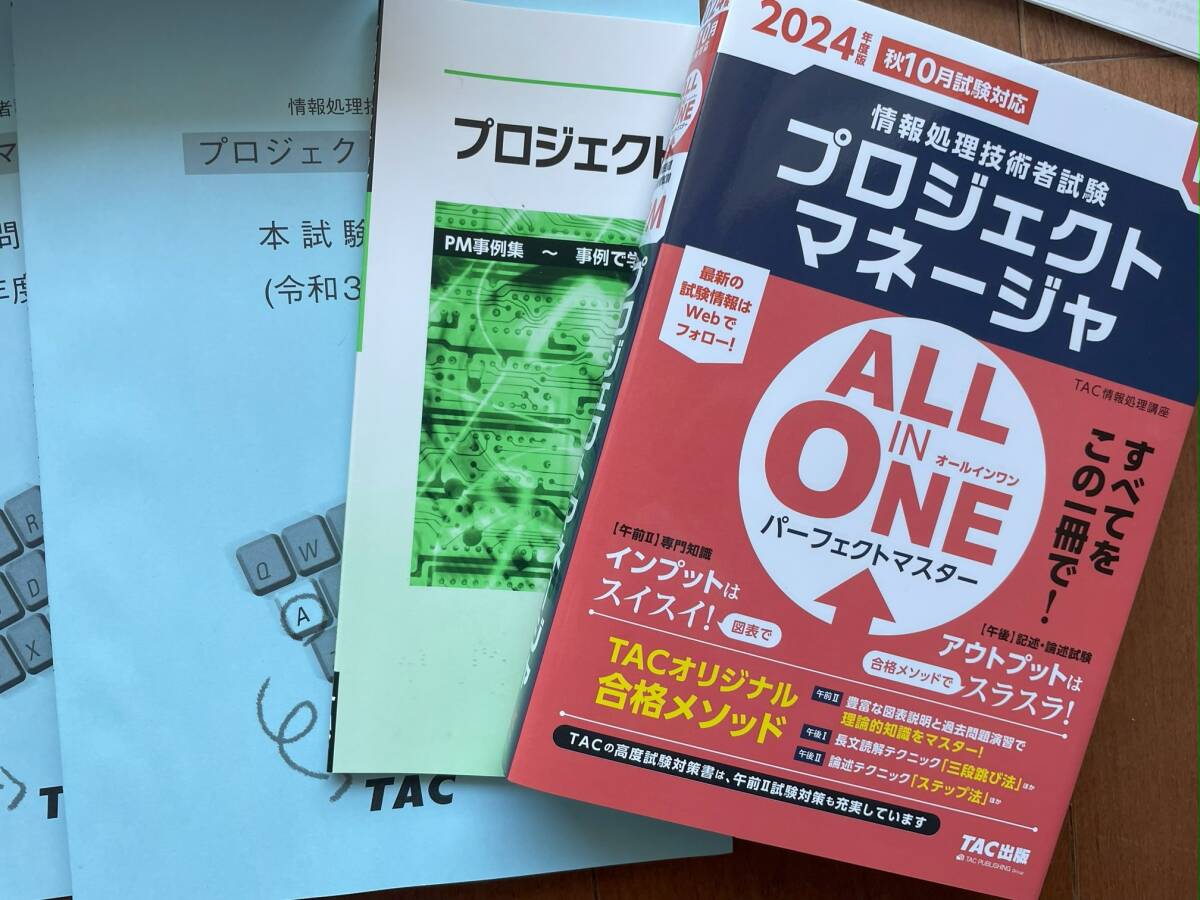 者
マ
問
年度
R
D
X
T
情報処理技
プロジェク
本試験
(令和3
Q
W
A
TAC
プロジェクト
PM事例集 ～ 事例で学
2024年度版
秋10月試験対応
情報処理技術者試験
プロジェクト
マネージャ
最新の
試験情報は
Webで
フォロー!
TAC情報処理講座
ALL
IN
ONE
オールインワン
パーフェクトマスター
すべてを
この一冊で!
[午前Ⅱ]専門知識
インプットは
スイスイ!
図表で
[午後]記述・論述試験
アウトプットは
合格メソッドで
スラスラ!
TACオリジナル
合格メソッド
午前Ⅱ 豊富な図表説明と過去問題演習で
理論的知識をマスター!
午後Ⅰ 長文読解テクニック「三段跳び法」ほか
午後Ⅱ 論述テクニック「ステップ法」ほか
TACの高度試験対策書は、午前Ⅱ試験対策も充実しています
TAC出版
TAC PUBLISHING Group
ALL
ONE